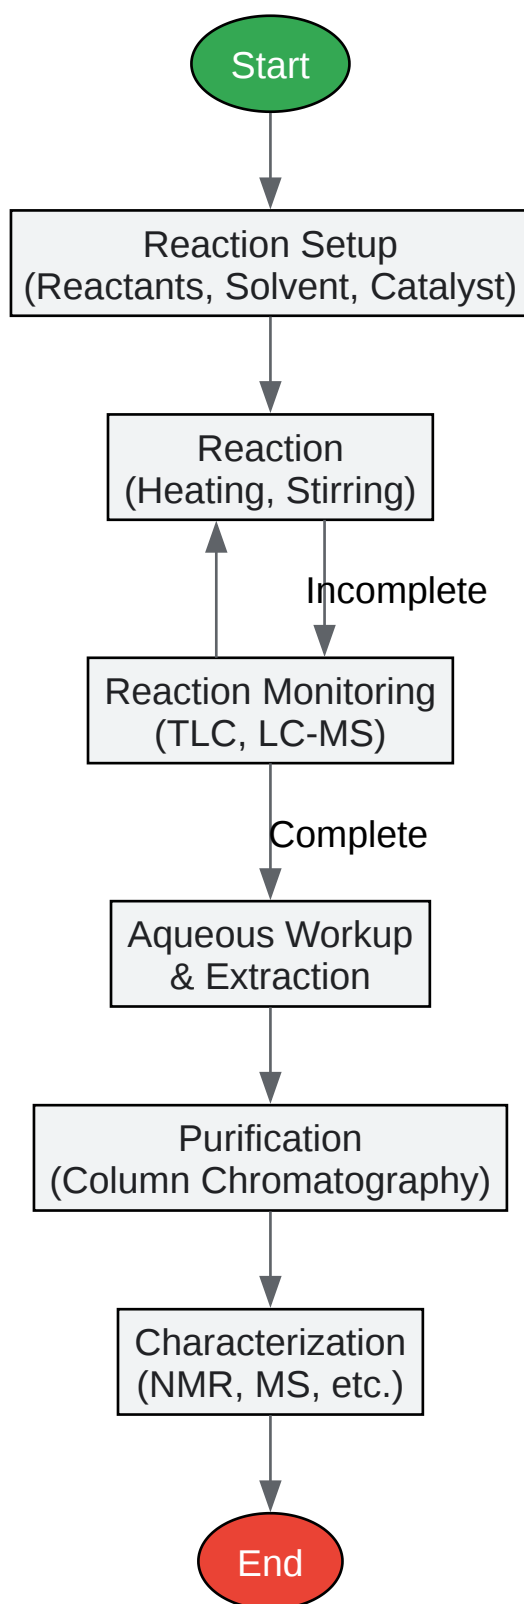 Start
Reaction Setup
(Reactants, Solvent, Catalyst)
Reaction
(Heating, Stirring)
Incomplete
Reaction Monitoring
(TLC, LC-MS)
Complete
Aqueous Workup
& Extraction
Purification
(Column Chromatography)
Characterization
(NMR, MS, etc.)
End